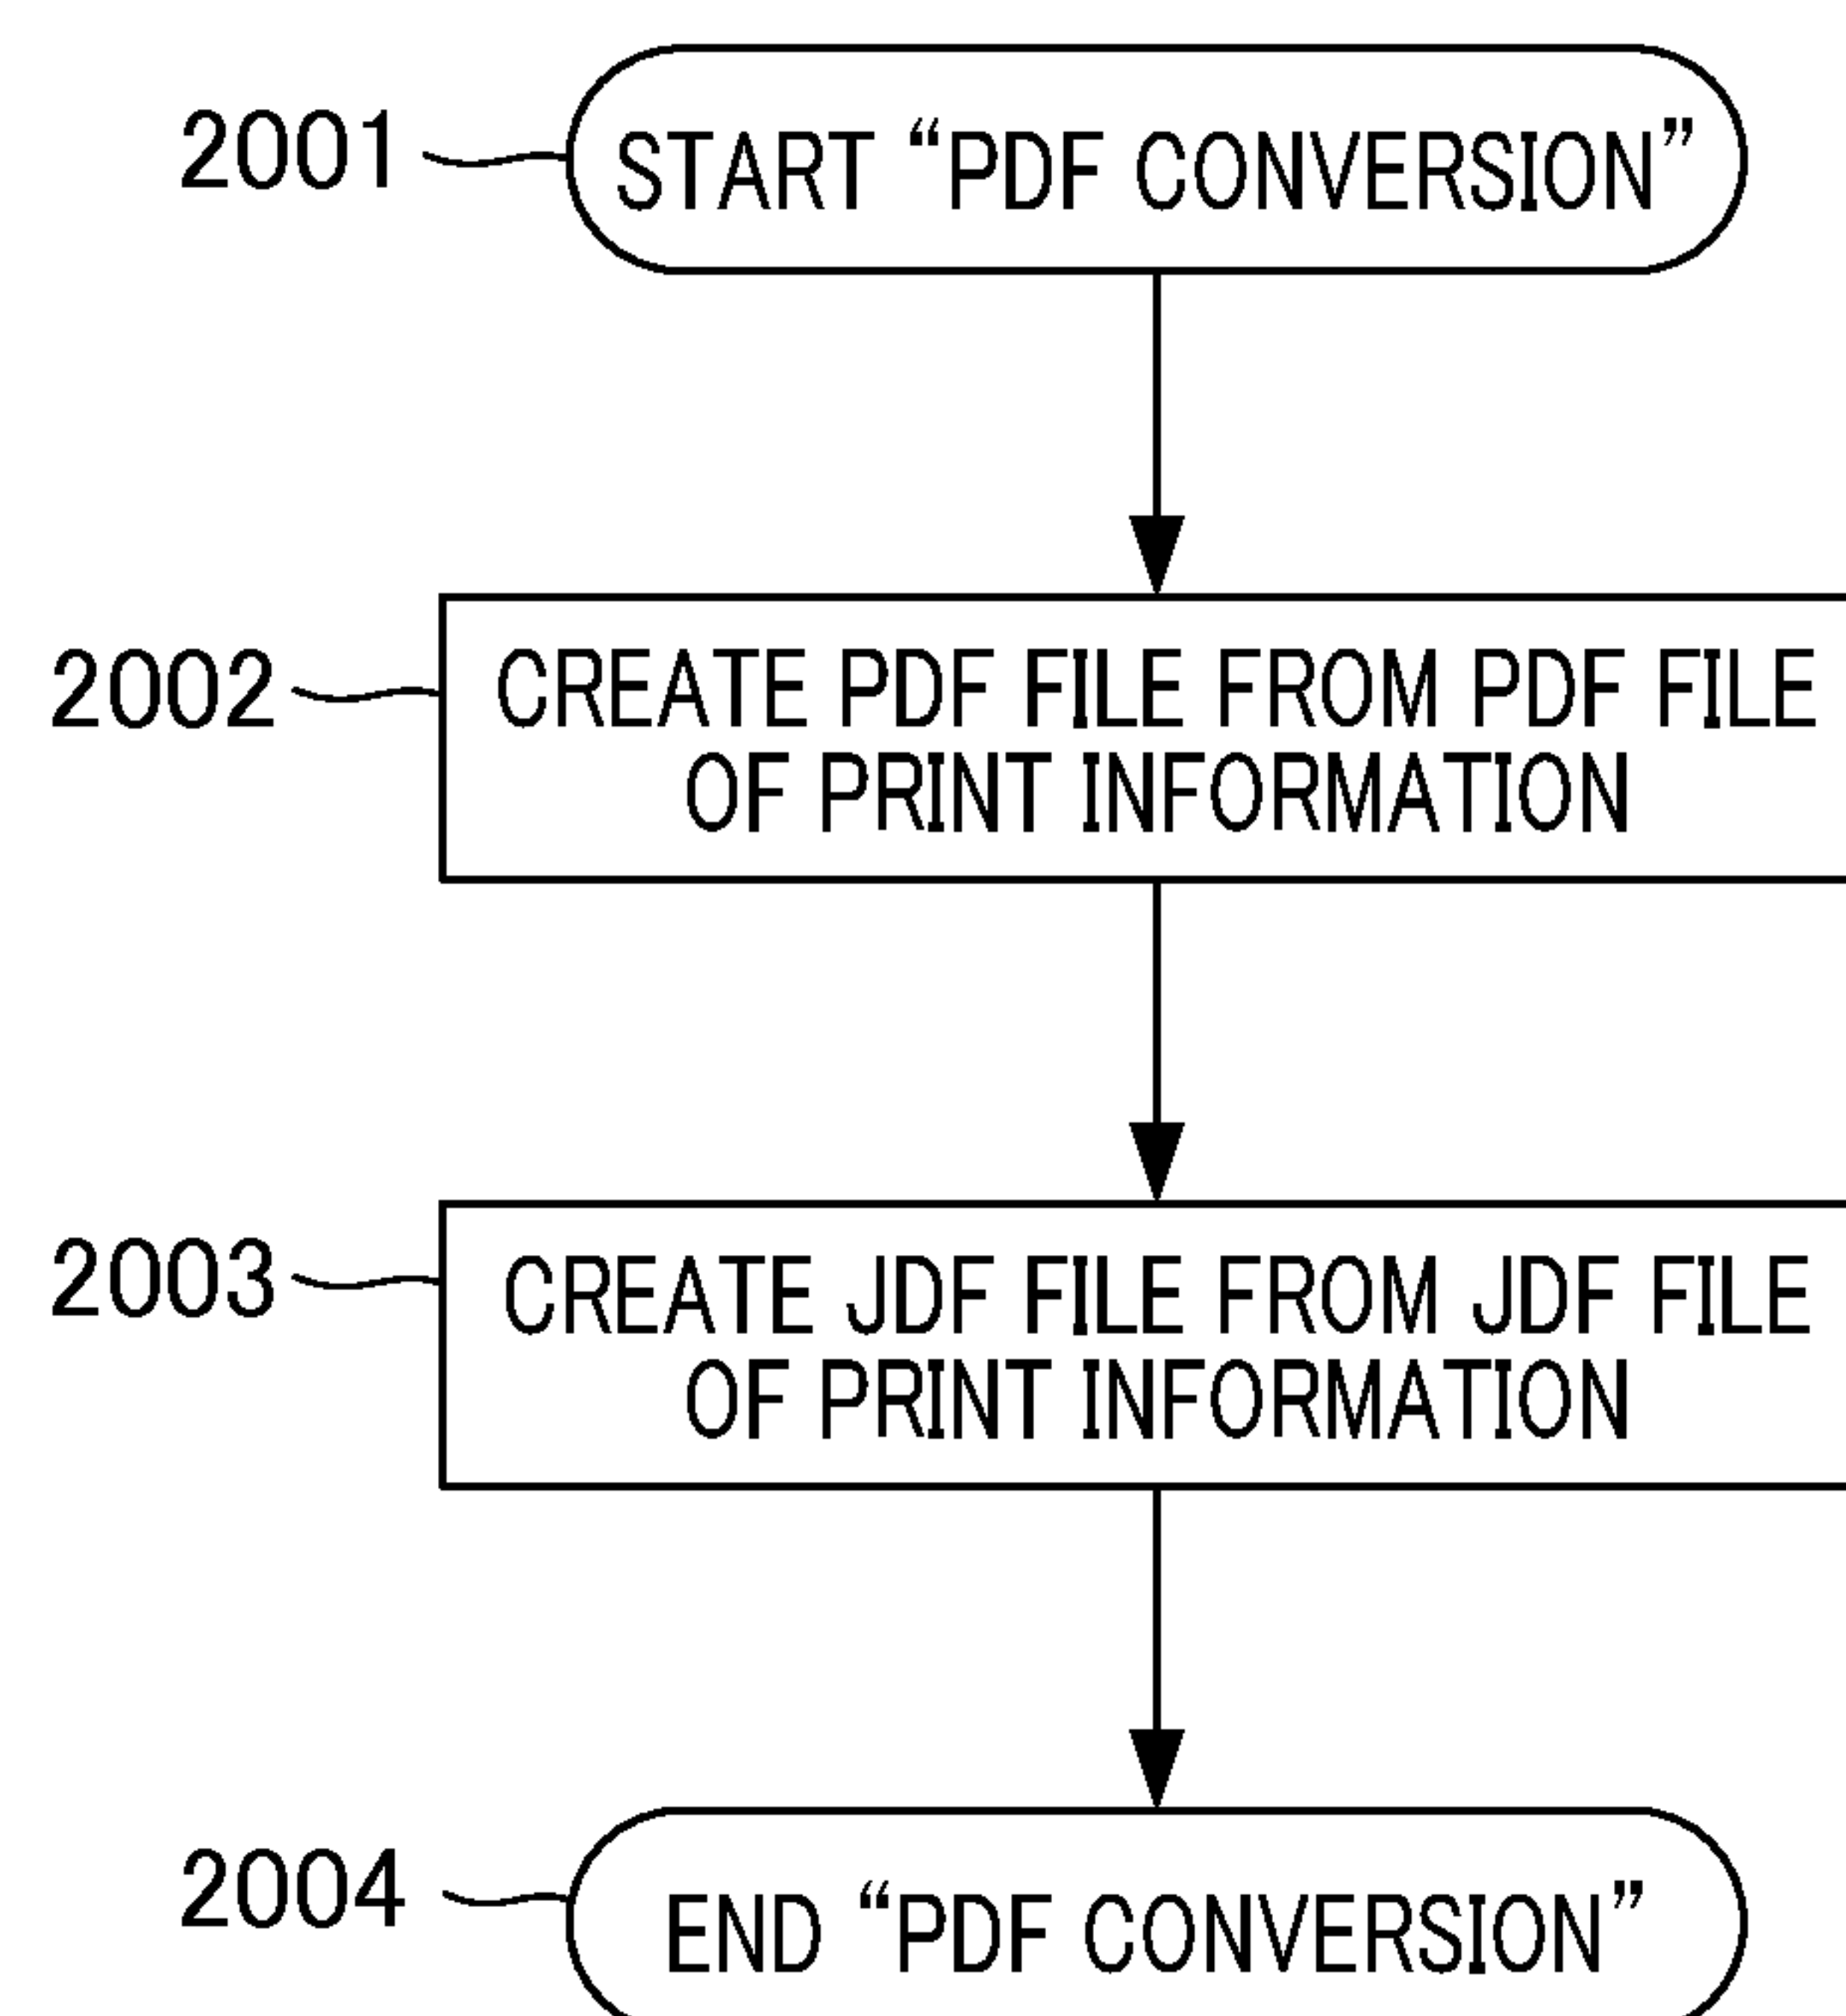 2001
START “PDF CONVERSION”
2002
CREATE PDF FILE FROM PDF FILE
OF PRINT INFORMATION
2003
CREATE JDF FILE FROM JDF FILE
OF PRINT INFORMATION
2004
END “PDF CONVERSION”